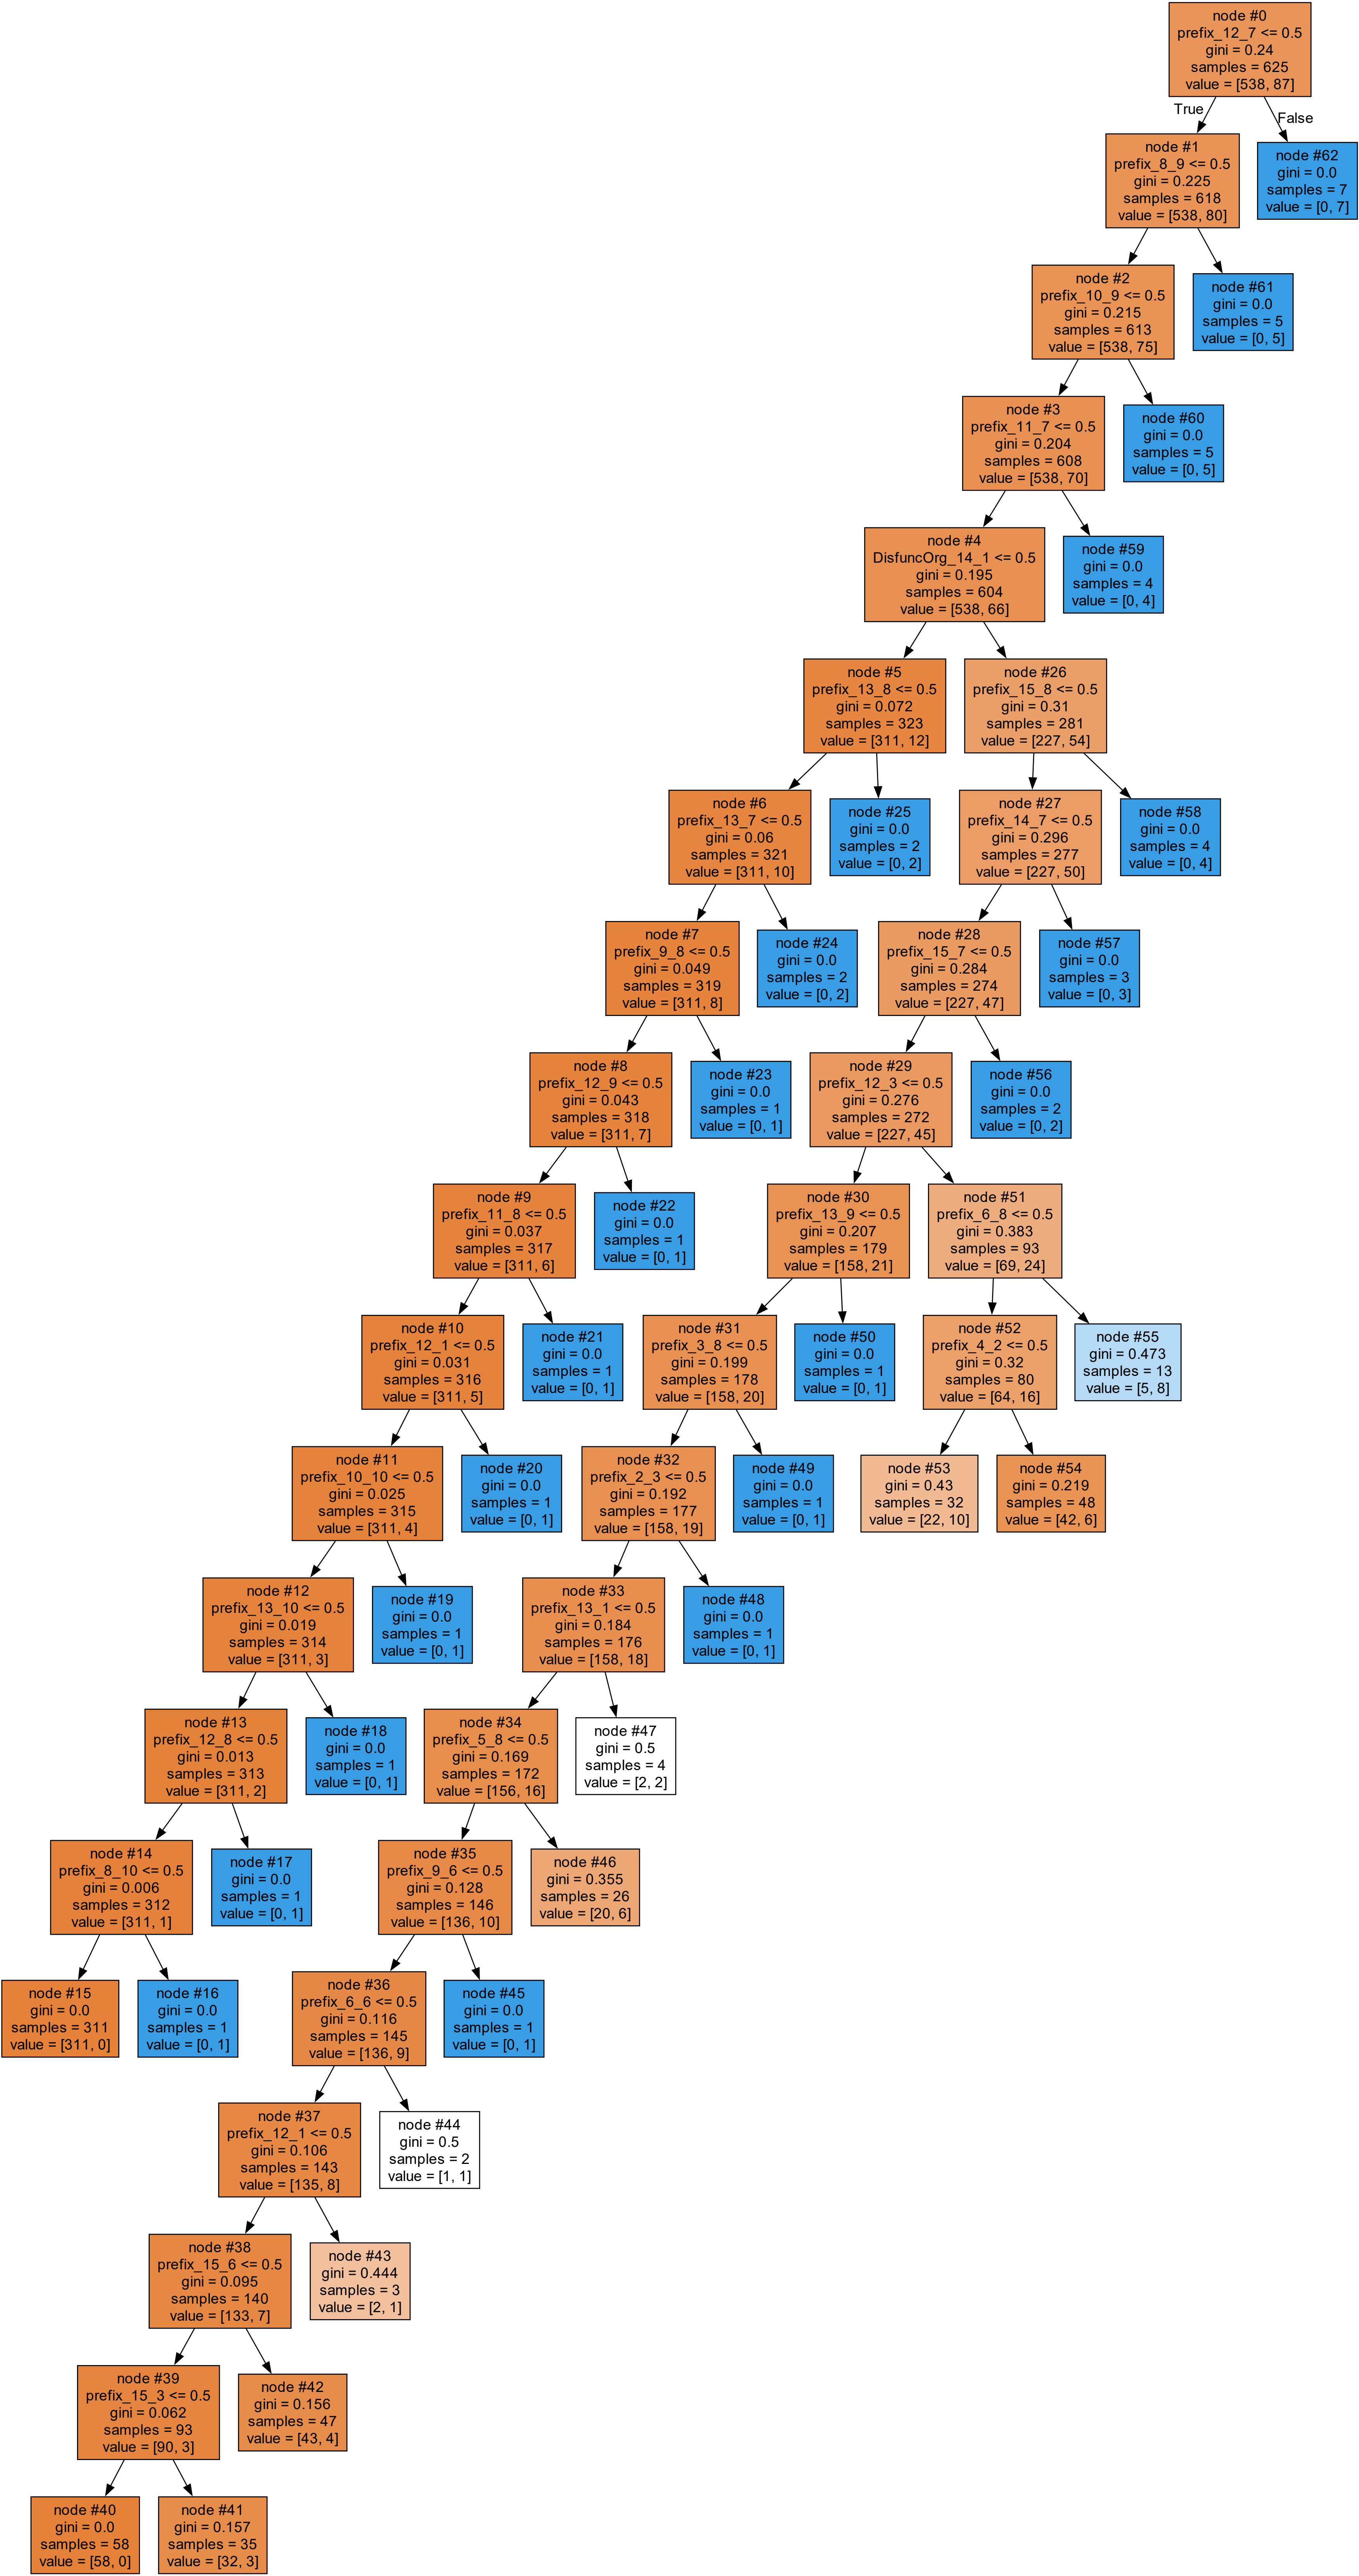 node #0
prefix_12_7 <= 0.5
gini = 0.24
samples = 625
value = [538, 87]
True
False
node #1
prefix_8_9 <= 0.5
gini = 0.225
samples = 618
value = [538, 80]
node #62
gini = 0.0
samples = 7
value = [0, 7]
node #2
prefix_10_9 <= 0.5
gini = 0.215
samples = 613
value = [538, 75]
node #61
gini = 0.0
samples = 5
value = [0, 5]
node #3
prefix_11_7 <= 0.5
gini = 0.204
samples = 608
value = [538, 70]
node #60
gini = 0.0
samples = 5
value = [0, 5]
node #4
DisfuncOrg_14_1 <= 0.5
gini = 0.195
samples = 604
value = [538, 66]
node #59
gini = 0.0
samples = 4
value = [0, 4]
node #5
prefix_13_8 <= 0.5
gini = 0.072
samples = 323
value = [311, 12]
node #26
prefix_15_8 <= 0.5
gini = 0.31
samples = 281
value = [227, 54]
node #6
prefix_13_7 <= 0.5
gini = 0.06
samples = 321
value = [311, 10]
node #25
gini = 0.0
samples = 2
value = [0, 2]
node #27
prefix_14_7 <= 0.5
gini = 0.296
samples = 277
value = [227, 50]
node #58
gini = 0.0
samples = 4
value = [0, 4]
node #7
prefix_9_8 <= 0.5
gini = 0.049
samples = 319
value = [311, 8]
node #24
gini = 0.0
samples = 2
value = [0, 2]
node #28
prefix_15_7 <= 0.5
gini = 0.284
samples = 274
value = [227, 47]
node #57
gini = 0.0
samples = 3
value = [0, 3]
node #8
prefix_12_9 <= 0.5
gini = 0.043
samples = 318
value = [311, 7]
node #23
gini = 0.0
samples = 1
value = [0, 1]
node #29
prefix_12_3 <= 0.5
gini = 0.276
samples = 272
value = [227, 45]
node #56
gini = 0.0
samples = 2
value = [0, 2]
node #9
prefix_11_8 <= 0.5
gini = 0.037
samples = 317
value = [311, 6]
node #22
gini = 0.0
samples = 1
value = [0, 1]
node #30
prefix_13_9 <= 0.5
gini = 0.207
samples = 179
value = [158, 21]
node #51
prefix_6_8 <= 0.5
gini = 0.383
samples = 93
value = [69, 24]
node #10
prefix_12_1 <= 0.5
gini = 0.031
samples = 316
value = [311, 5]
node #21
gini = 0.0
samples = 1
value = [0, 1]
node #31
prefix_3_8 <= 0.5
gini = 0.199
samples = 178
value = [158, 20]
node #50
gini = 0.0
samples = 1
value = [0, 1]
node #52
prefix_4_2 <= 0.5
gini = 0.32
samples = 80
value = [64, 16]
node #55
gini = 0.473
samples = 13
value = [5, 8]
node #11
prefix_10_10 <= 0.5
gini = 0.025
samples = 315
value = [311, 4]
node #20
gini = 0.0
samples = 1
value = [0, 1]
node #32
prefix_2_3 <= 0.5
gini = 0.192
samples = 177
value = [158, 19]
node #49
gini = 0.0
samples = 1
value = [0, 1]
node #53
gini = 0.43
samples = 32
value = [22, 10]
node #54
gini = 0.219
samples = 48
value = [42, 6]
node #12
prefix_13_10 <= 0.5
gini = 0.019
samples = 314
value = [311, 3]
node #19
gini = 0.0
samples = 1
value = [0, 1]
node #33
prefix_13_1 <= 0.5
gini = 0.184
samples = 176
value = [158, 18]
node #48
gini = 0.0
samples = 1
value = [0, 1]
node #13
prefix_12_8 <= 0.5
gini = 0.013
samples = 313
value = [311, 2]
node #18
gini = 0.0
samples = 1
value = [0, 1]
node #34
prefix_5_8 <= 0.5
gini = 0.169
samples = 172
value = [156, 16]
node #47
gini = 0.5
samples = 4
value = [2, 2]
node #14
prefix_8_10 <= 0.5
gini = 0.006
samples = 312
value = [311, 1]
node #17
gini = 0.0
samples = 1
value = [0, 1]
node #35
prefix_9_6 <= 0.5
gini = 0.128
samples = 146
value = [136, 10]
node #46
gini = 0.355
samples = 26
value = [20, 6]
node #15
gini = 0.0
samples = 311
value = [311, 0]
node #16
gini = 0.0
samples = 1
value = [0, 1]
node #36
prefix_6_6 <= 0.5
gini = 0.116
samples = 145
value = [136, 9]
node #45
gini = 0.0
samples = 1
value = [0, 1]
node #37
prefix_12_1 <= 0.5
gini = 0.106
samples = 143
value = [135, 8]
node #44
gini = 0.5
samples = 2
value = [1, 1]
node #38
prefix_15_6 <= 0.5
gini = 0.095
samples = 140
value = [133, 7]
node #43
gini = 0.444
samples = 3
value = [2, 1]
node #39
prefix_15_3 <= 0.5
gini = 0.062
samples = 93
value = [90, 3]
node #42
gini = 0.156
samples = 47
value = [43, 4]
node #40
gini = 0.0
samples = 58
value = [58, 0]
node #41
gini = 0.157
samples = 35
value = [32, 3]